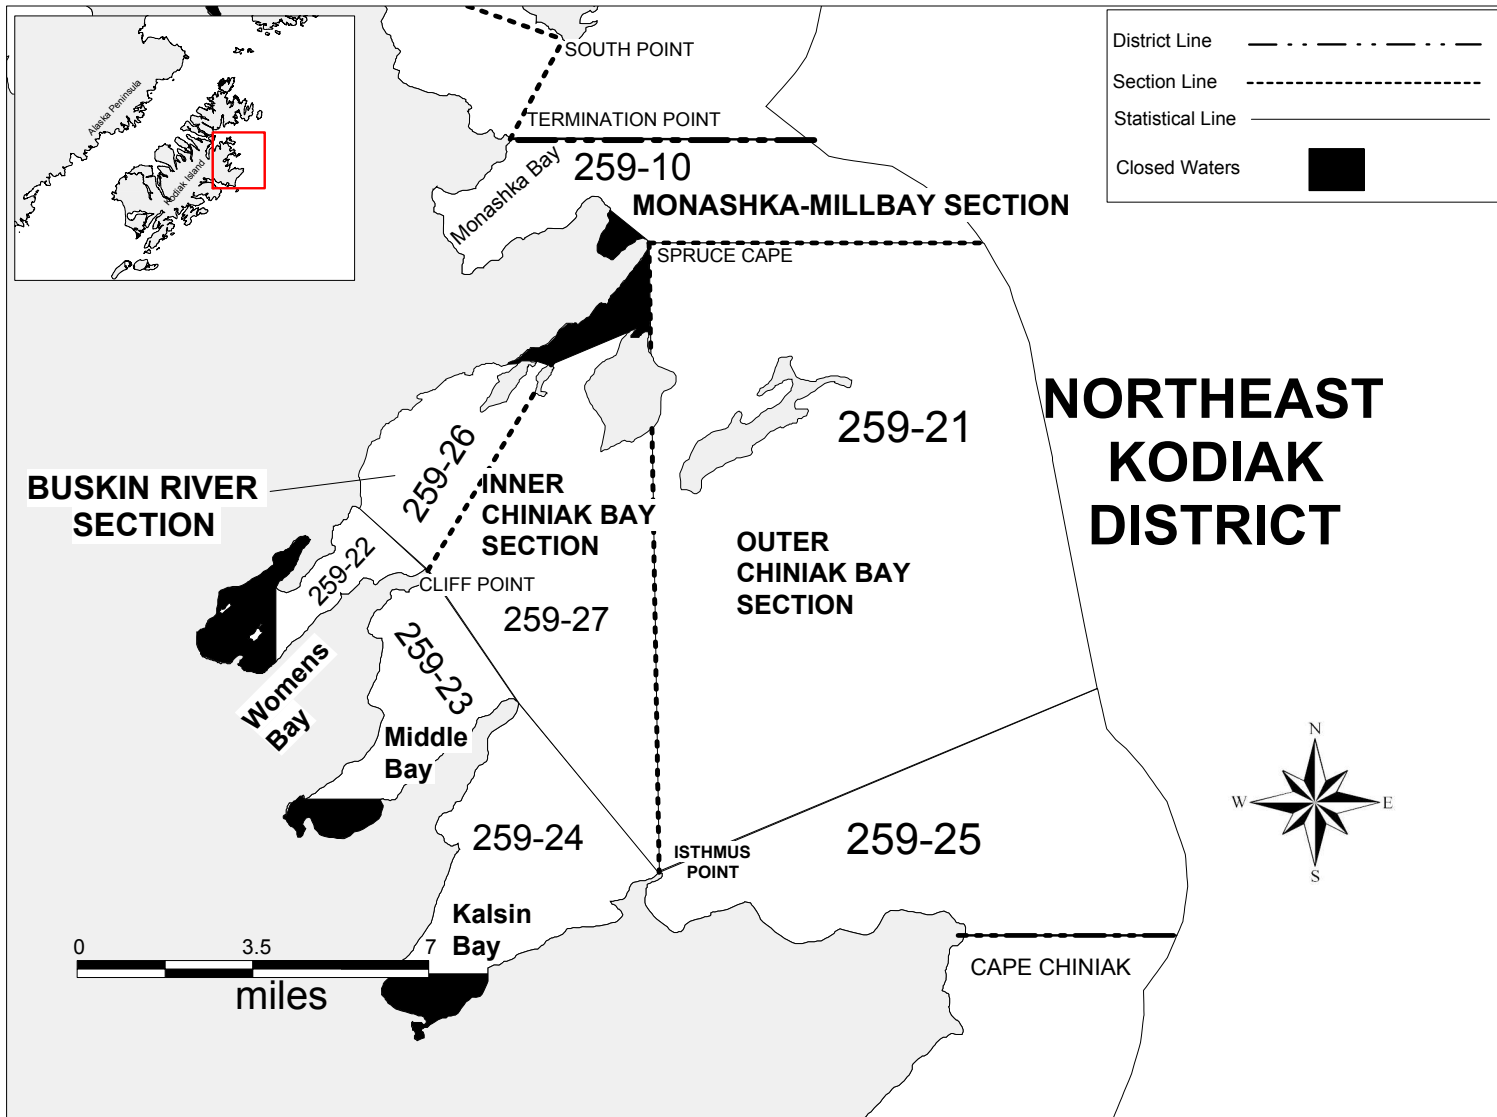 Alaska Peninsula
Kodiak Island
SOUTH POINT
TERMINATION POINT
Monashka Bay
259-10
MONASHKA-MILLBAY SECTION
SPRUCE CAPE
District Line
Section Line
Statistical Line
Closed Waters
NORTHEAST
KODIAK
DISTRICT
259-21
259-26
BUSKIN RIVER
SECTION
INNER
CHINIAK BAY
SECTION
OUTER
CHINIAK BAY
SECTION
259-22
CLIFF POINT
259-27
259-23
Womens
Bay
Middle
Bay
259-24
ISTHMUS
POINT
259-25
Kalsin
Bay
CAPE CHINIAK
0 3.5 7
miles
N
W E
S